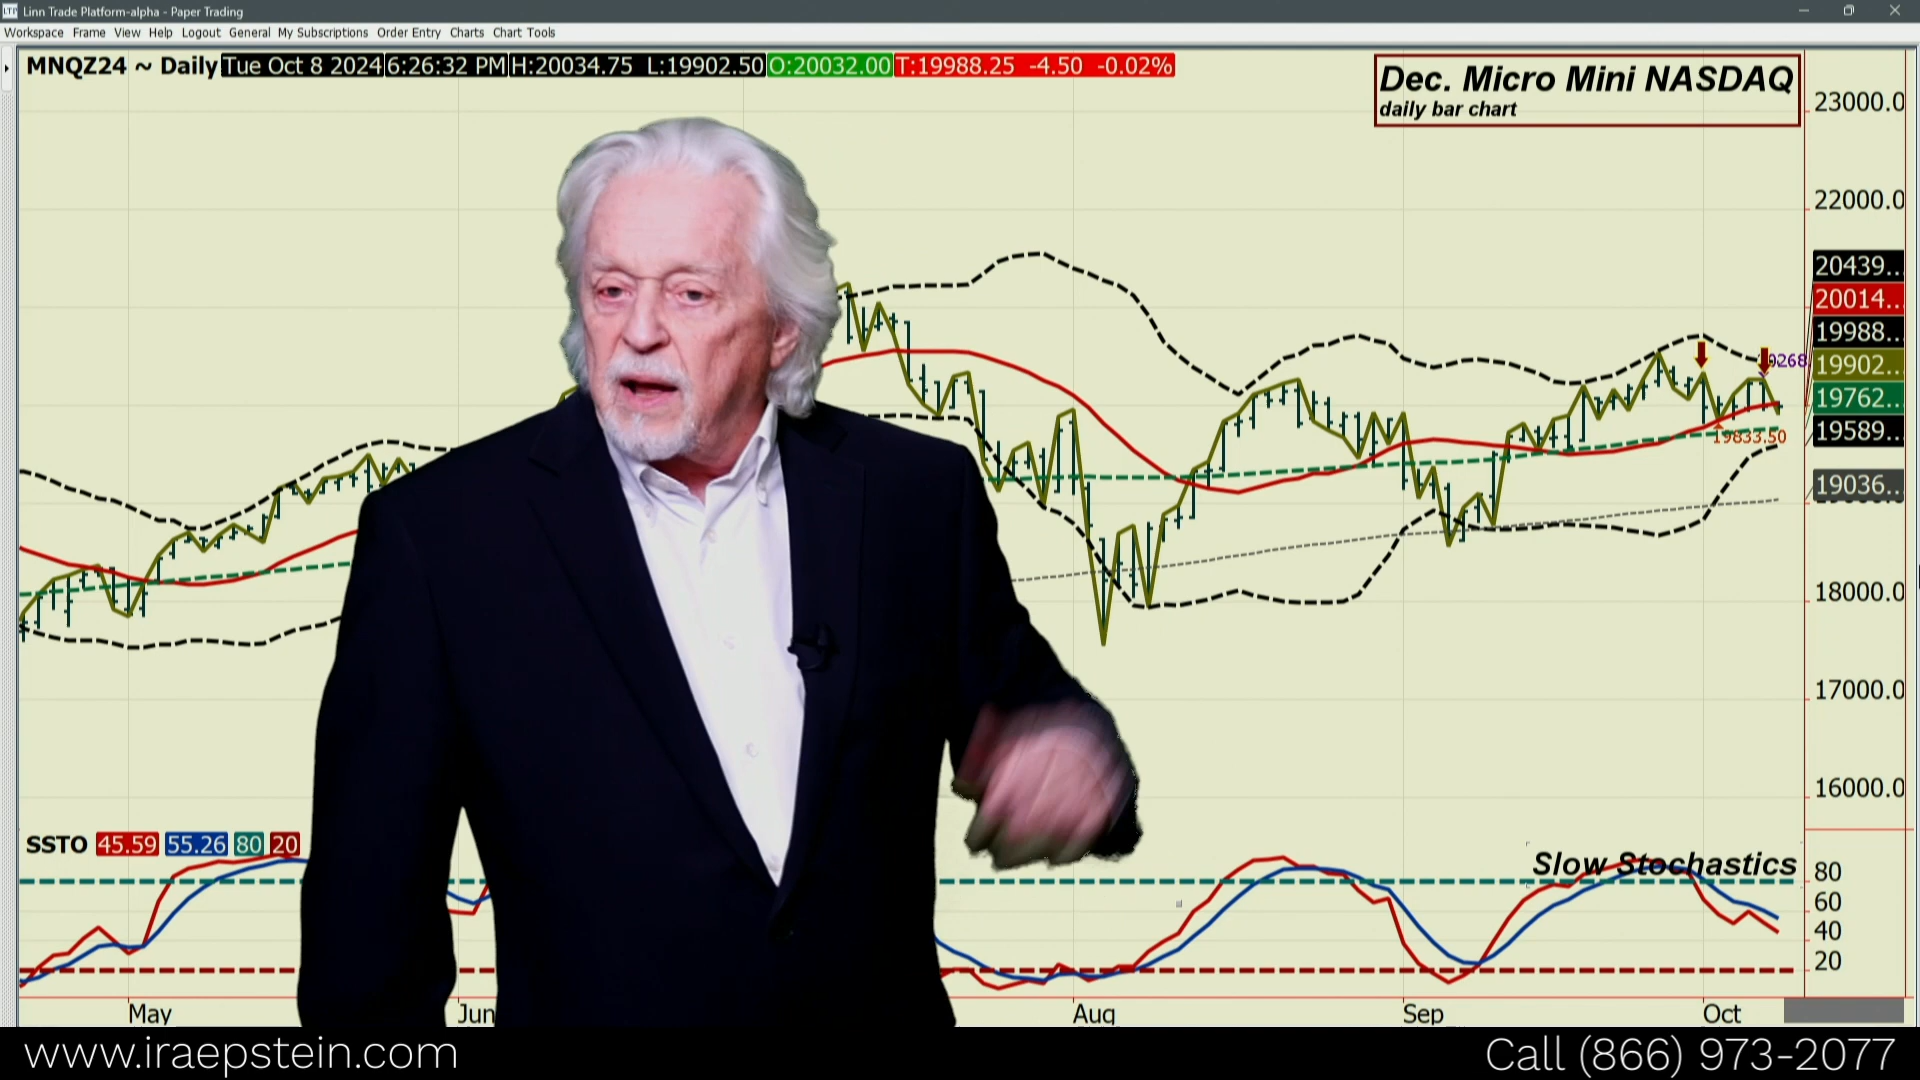 Linn Trade Platform-alpha - Paper Trading
Workspace Frame View Help Logout General My Subscriptions Order Entry Charts Chart Tools
MNQZ24 ~ Daily Tue Oct 8 2024 6:26:32 PM H:20034.75 L:19902.50 O:20032.00 T:19988.25 -4.50 -0.02%
Dec. Micro Mini NASDAQ
daily bar chart
23000.0
22000.0
20439..
20014..
19988..
19902..
19762..
19589..
19036..
19833.50
18000.0
17000.0
16000.0
SSTO 45.59 55.26 80 20
Slow Stochastics
80
60
40
20
May Jun Aug Sep Oct
www.iraepstein.com Call (866) 973-2077